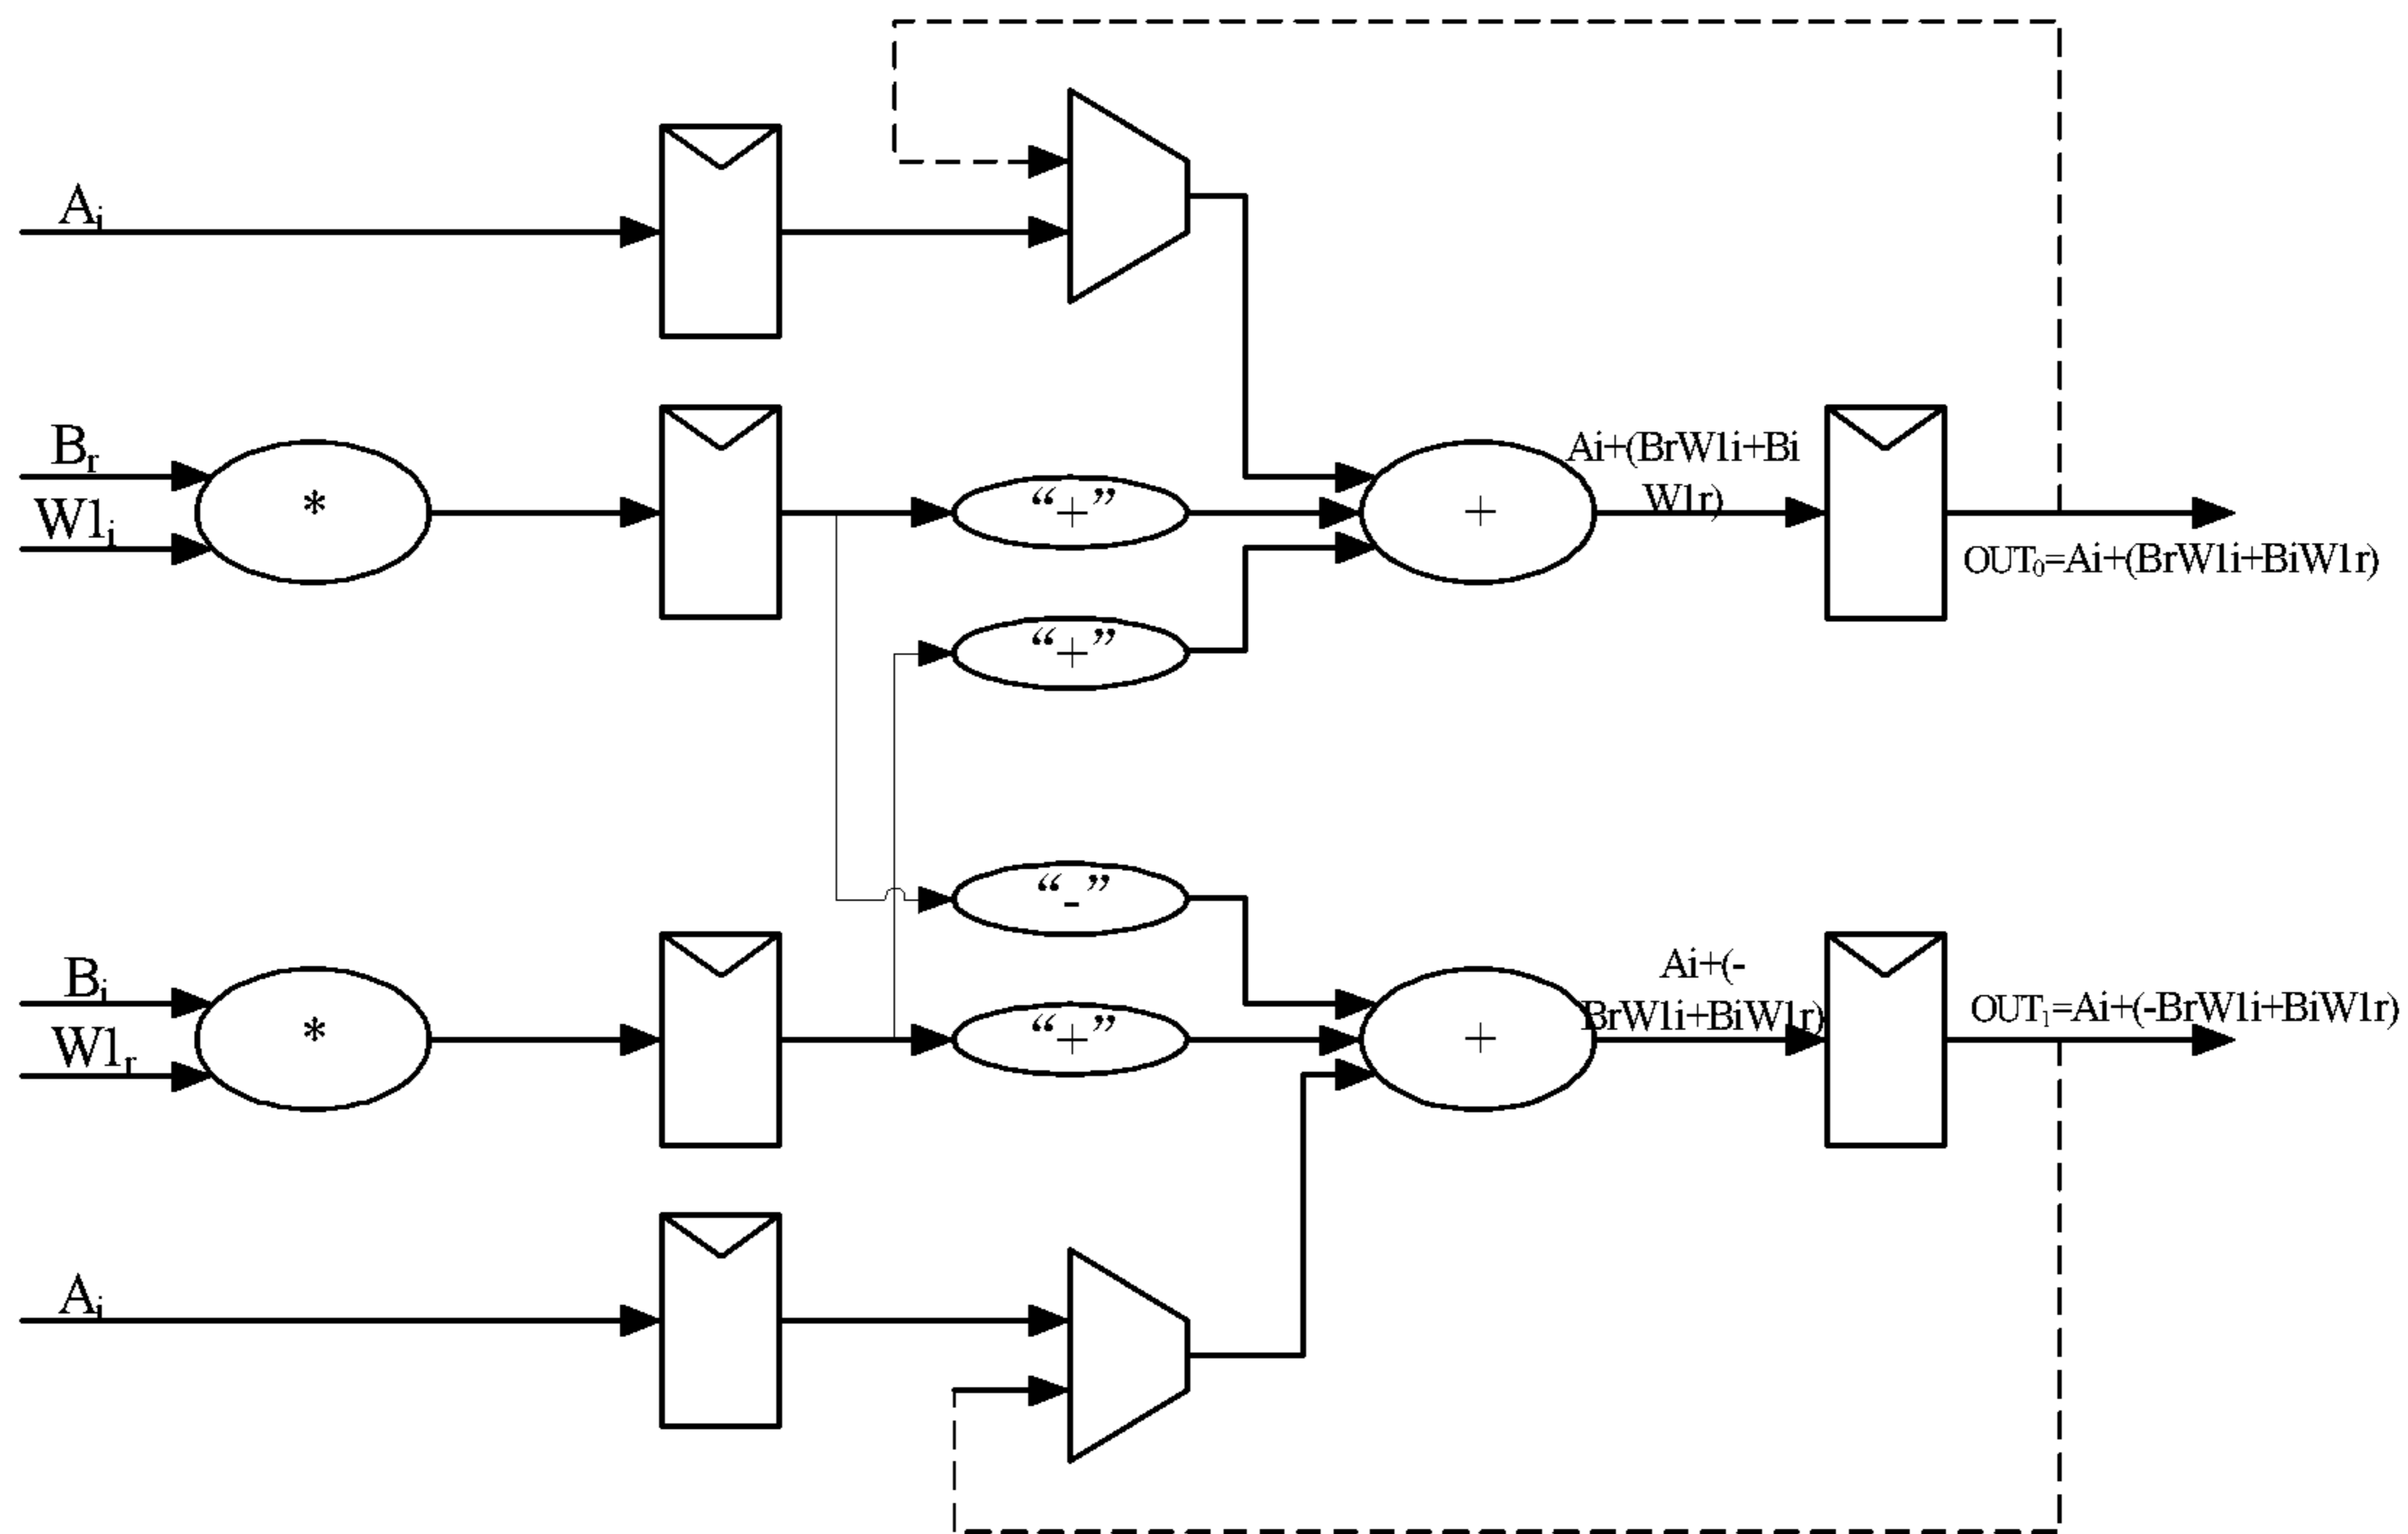 Ai
Br
W1i
*
“+”
+
Ai+(BrW1i+Bi
W1r)
OUT0=Ai+(BrW1i+BiW1r)
“+”
“-”
Bi
W1r
*
“+”
+
Ai+(-
BrW1i+BiW1r)
OUT1=Ai+(-BrW1i+BiW1r)
Ai